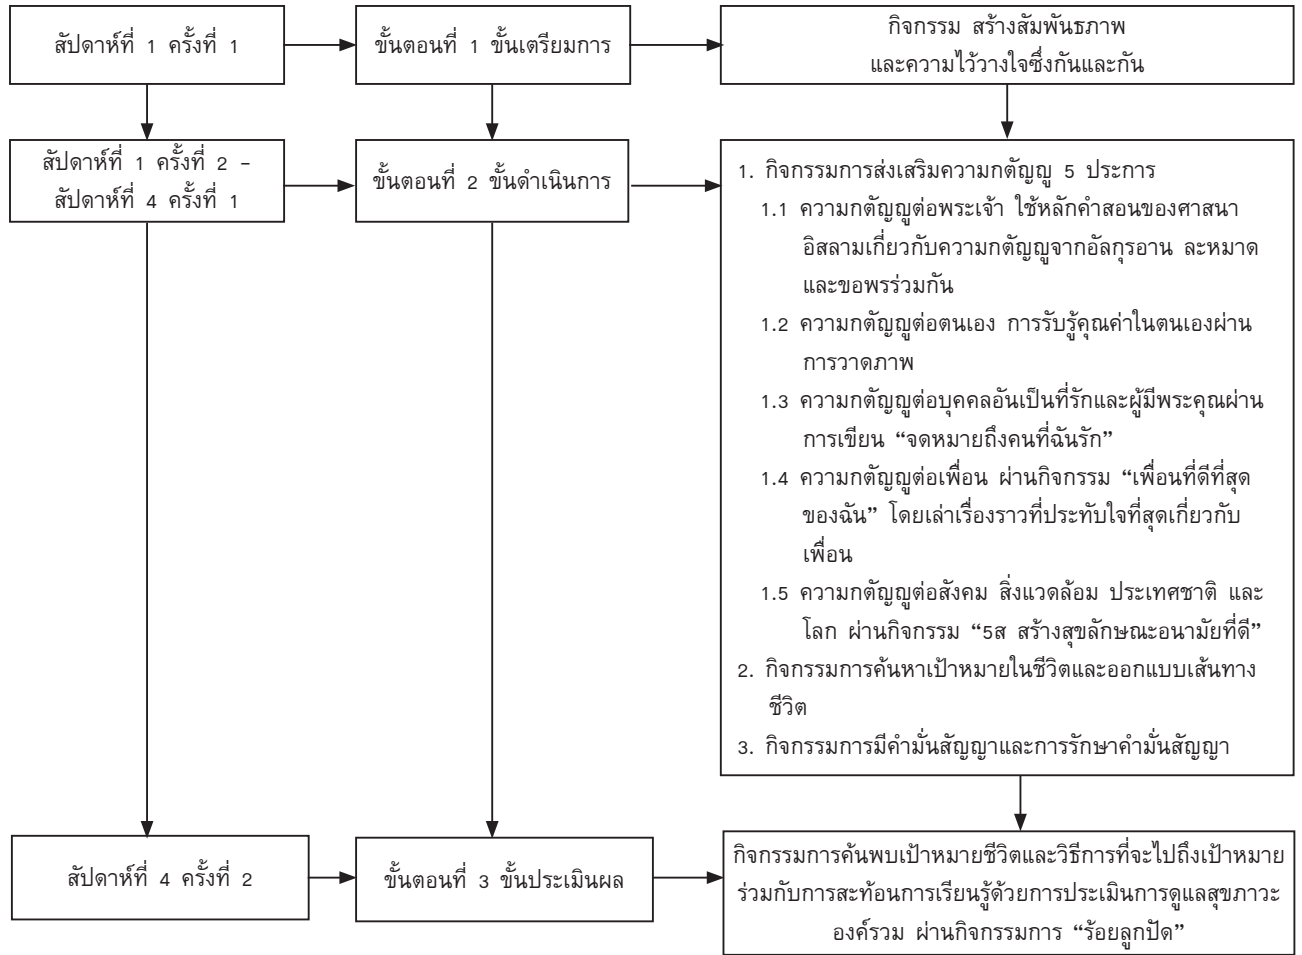 สัปดาห์ที่ 1 ครั้งที่ 1
ขั้นตอนที่ 1 ขั้นเตรียมการ
กิจกรรม สร้างสัมพันธภาพ
และความไว้วางใจซึ่งกันและกัน
สัปดาห์ที่ 1 ครั้งที่ 2 –
สัปดาห์ที่ 4 ครั้งที่ 1
ขั้นตอนที่ 2 ขั้นดำเนินการ
1. กิจกรรมการส่งเสริมความกตัญญู 5 ประการ
1.1 ความกตัญญูต่อพระเจ้า ใช้หลักคำสอนของศาสนา
อิสลามเกี่ยวกับความกตัญญูจากอัลกุรอาน ละหมาด
และขอพรร่วมกัน
1.2 ความกตัญญูต่อตนเอง การรับรู้คุณค่าในตนเองผ่าน
การวาดภาพ
1.3 ความกตัญญูต่อบุคคลอันเป็นที่รักและผู้มีพระคุณผ่าน
การเขียน “จดหมายถึงคนที่ฉันรัก”
1.4 ความกตัญญูต่อเพื่อน ผ่านกิจกรรม “เพื่อนที่ดีที่สุด
ของฉัน” โดยเล่าเรื่องราวที่ประทับใจที่สุดเกี่ยวกับ
เพื่อน
1.5 ความกตัญญูต่อสังคม สิ่งแวดล้อม ประเทศชาติ และ
โลก ผ่านกิจกรรม “5ส สร้างสุขลักษณะอนามัยที่ดี”
2. กิจกรรมการค้นหาเป้าหมายในชีวิตและออกแบบเส้นทาง
ชีวิต
3. กิจกรรมการมีคำมั่นสัญญาและการรักษาคำมั่นสัญญา
สัปดาห์ที่ 4 ครั้งที่ 2
ขั้นตอนที่ 3 ขั้นประเมินผล
กิจกรรมการค้นพบเป้าหมายชีวิตและวิธีการที่จะไปถึงเป้าหมาย
ร่วมกับการสะท้อนการเรียนรู้ด้วยการประเมินการดูแลสุขภาวะ
องค์รวม ผ่านกิจกรรมการ “ร้อยลูกปัด”